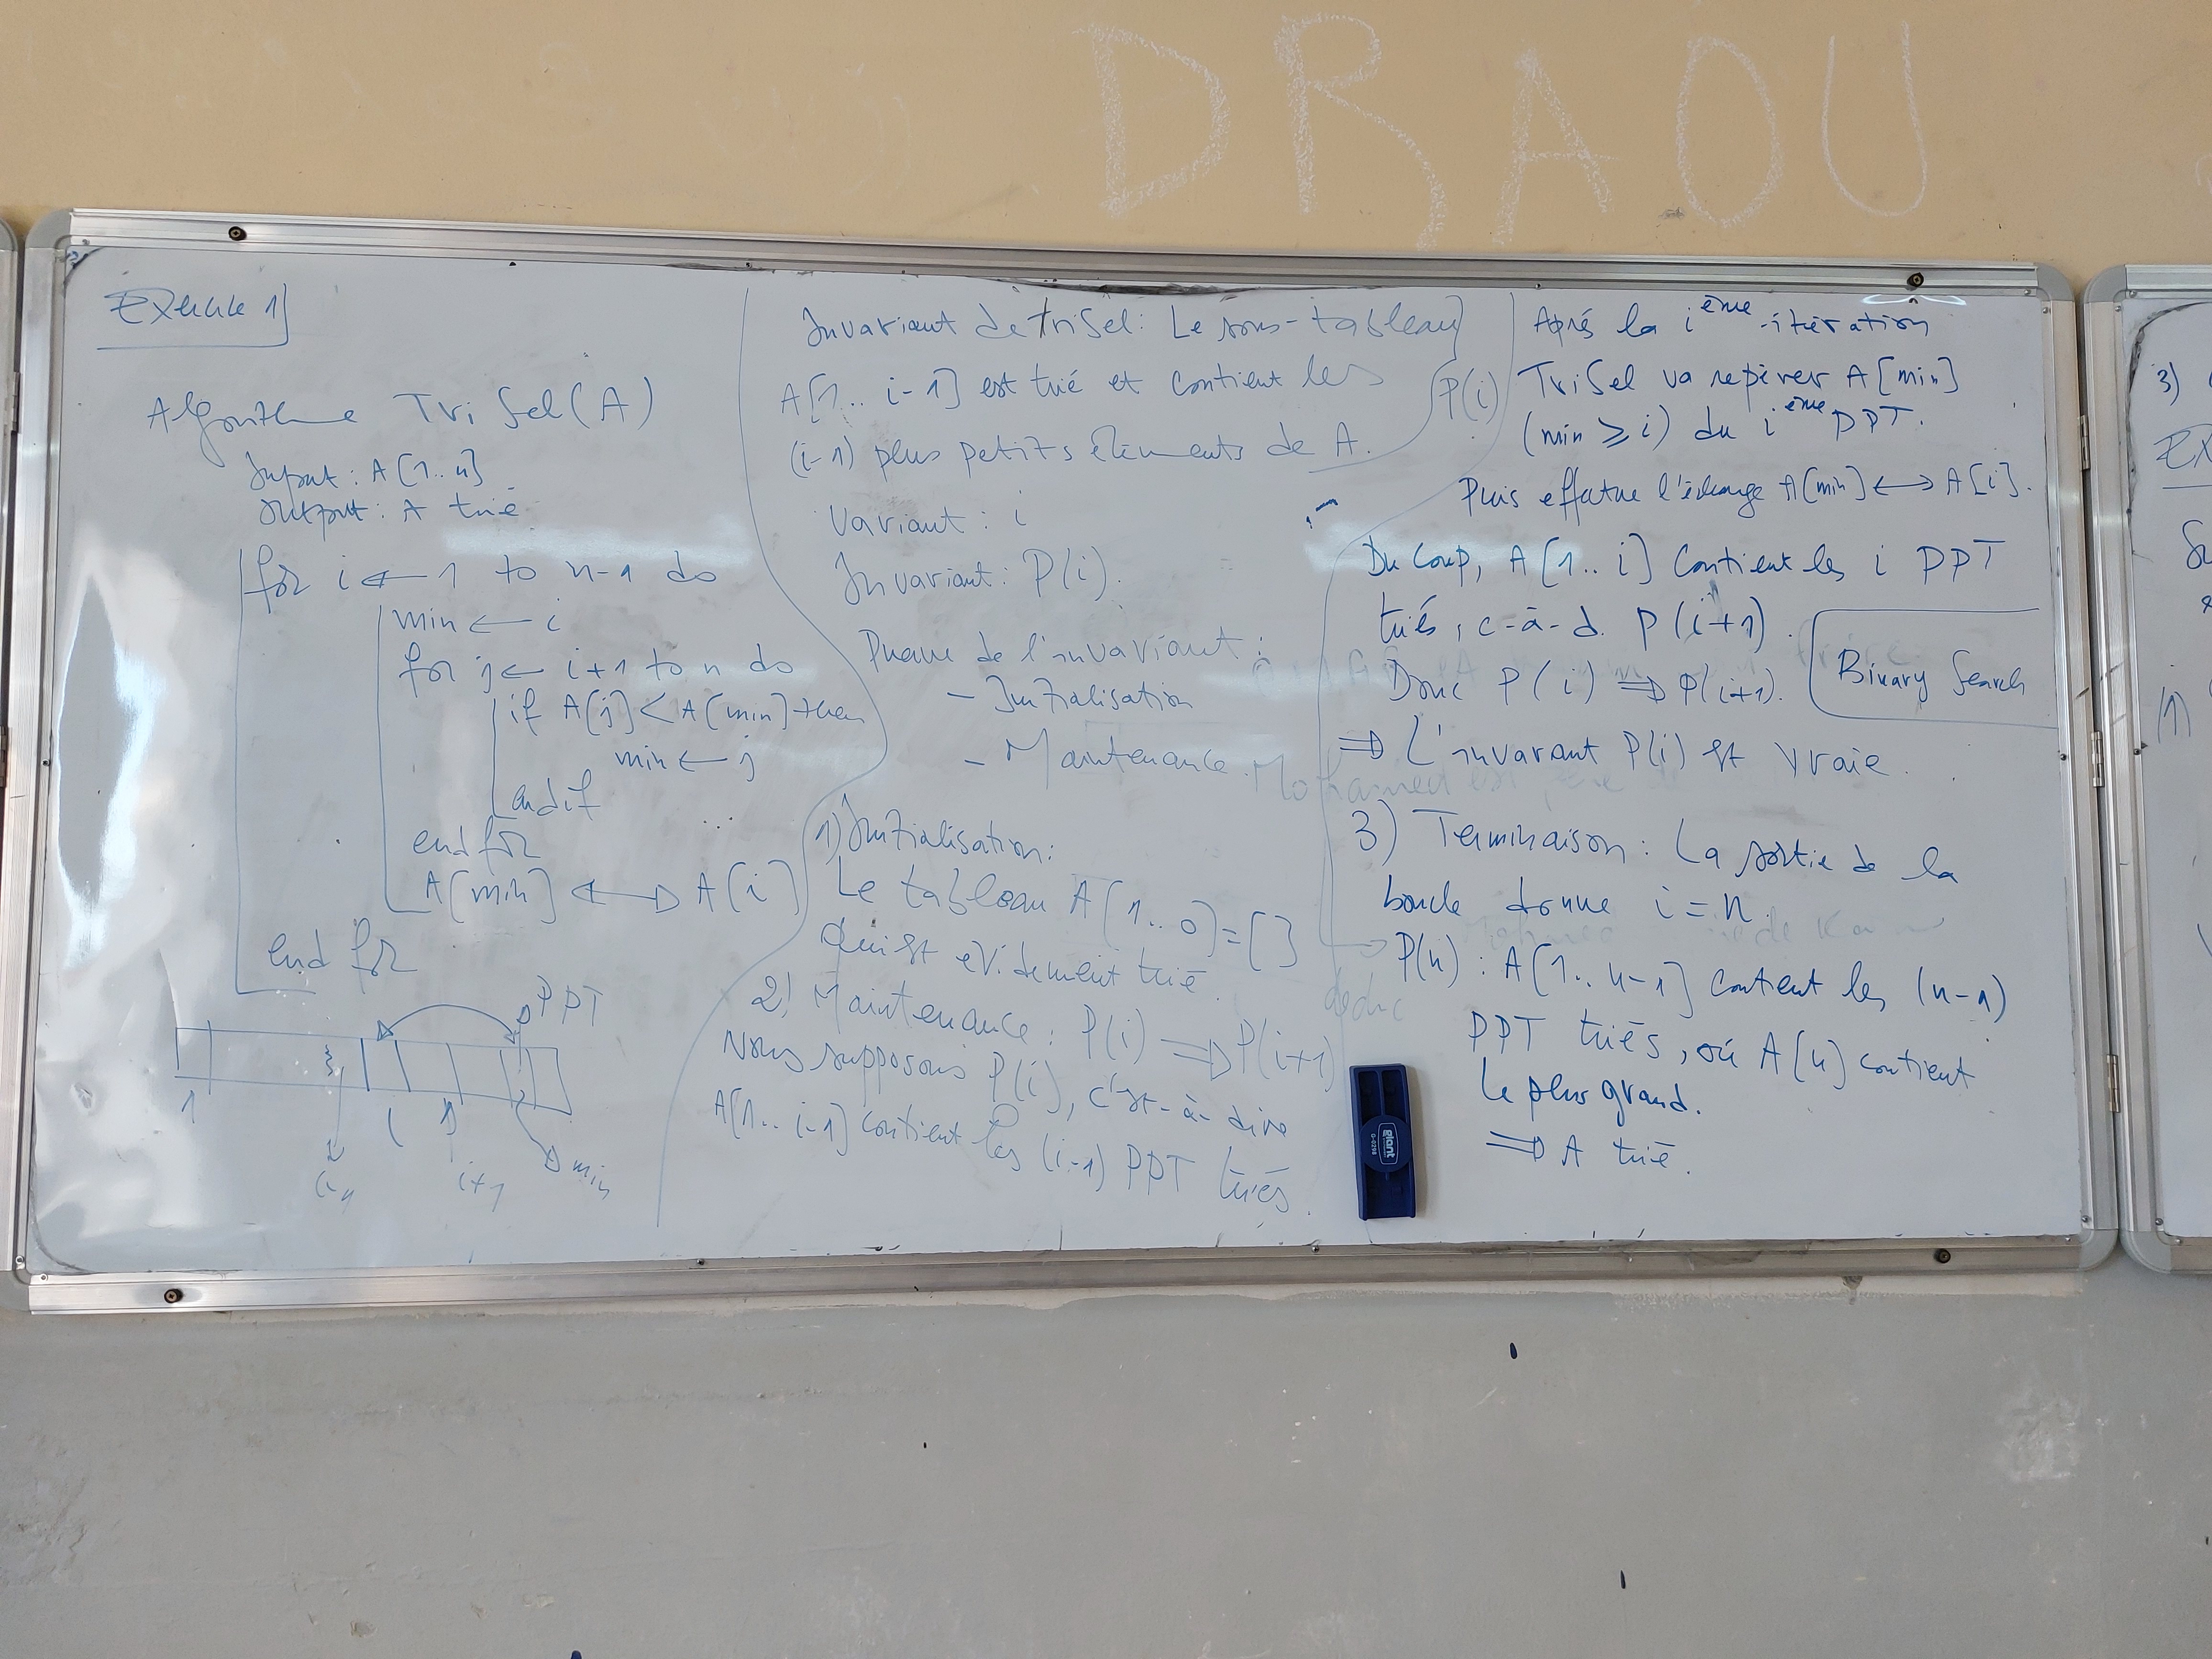 DRAOU
Exercice 1)
Algorithme TriSel(A)
Input : A[1..n]
Output : A trié
for i ← 1 to n-1 do
min ← i
for j ← i+1 to n do
if A[j] < A[min] then
min ← j
endif
end for
A[min] ↔ A[i]
end for
PPT
1
i-1
i
j
i+1
min
Invariant de TriSel : Le sous-tableau
A[1.. i-1] est trié et contient les
(i-1) plus petits éléments de A.
P(i)
Variant : i
Invariant : P(i).
Preuve de l'invariant :
- Initialisation
- Maintenance.
1) Initialisation :
Le tableau A[1..0] = []
qui est évidement trié.
2) Maintenance : P(i) ⇒ P(i+1)
Nous supposons P(i), c'est-à-dire
A[1.. i-1] contient les (i-1) PPT triés.
Après la ième itération
TriSel va repérer A[min]
(min ≥ i) du ième PPT.
Puis effectue l'échange A[min] ↔ A[i].
Du coup, A[1.. i] contient les i PPT
triés, c-à-d. P(i+1).
Donc P(i) ⇒ P(i+1).
Binary Search
⇒ L'invariant P(i) est vraie.
3) Terminaison : La sortie de la
boucle donne i = n.
P(n) : A[1.. n-1] contient les (n-1)
PPT triés, où A[n] contient
le plus grand.
⇒ A trié.
Plant
3)
Ex
1)